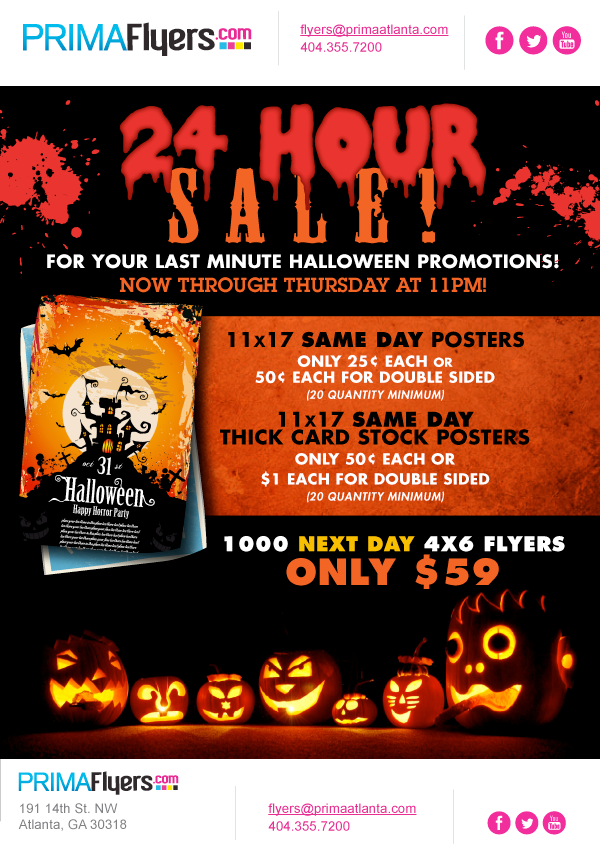 PRIMAFlyers.com
flyers@primaatlanta.com
404.355.7200
You
Tube
24 HOUR
SALE!
FOR YOUR LAST MINUTE HALLOWEEN PROMOTIONS!
NOW THROUGH THURSDAY AT 11PM!
11x17 SAME DAY POSTERS
ONLY 25¢ EACH OR
50¢ EACH FOR DOUBLE SIDED
(20 QUANTITY MINIMUM)
11x17 SAME DAY
THICK CARD STOCK POSTERS
ONLY 50¢ EACH OR
$1 EACH FOR DOUBLE SIDED
(20 QUANTITY MINIMUM)
oct 31 st
Halloween
Happy Horror Party
1000 NEXT DAY 4X6 FLYERS
ONLY $59
PRIMAFlyers.com
191 14th St. NW
Atlanta, GA 30318
flyers@primaatlanta.com
404.355.7200
You
Tube